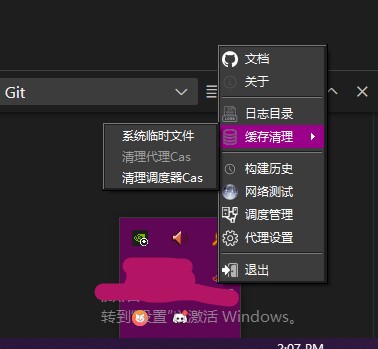 文档
关于
Git
日志目录
缓存清理
系统临时文件
清理代理Cas
清理调度器Cas
构建历史
网络测试
调度管理
代理设置
退出
转到"设置"以激活 Windows。
2:07 PM